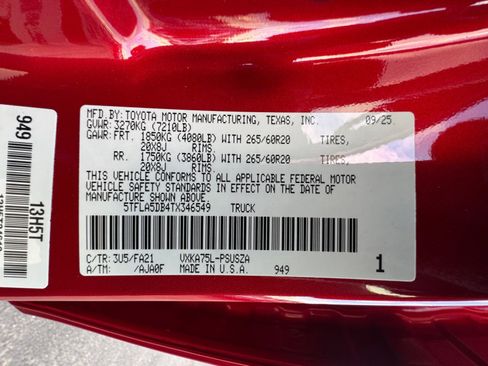 MFD.BY:TOYOTA MOTOR MANUFACTURING, TEXAS, INC. 09/25
GVWR:3270KG (7210LB)
GAWR:FRT. 1850KG (4080LB) WITH 265/60R20 TIRES,
20X8J RIMS
RR. 1750KG (3860LB) WITH 265/60R20 TIRES,
20X8J RIMS
THIS VEHICLE CONFORMS TO ALL APPLICABLE FEDERAL MOTOR
VEHICLE SAFETY STANDARDS IN EFFECT ON THE DATE OF
MANUFACTURE SHOWN ABOVE.
5TFLA5DB4TX346549 TRUCK
C/TR: 3U5/FA21 VXKA75L-PSUSZA
A/TM: /AJA0F MADE IN U.S.A. 949 1
949
13H5T